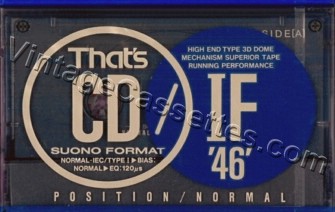 SIDE[A]
That's
CD/IF
'46'
SUONO FORMAT
NORMAL-IEC/TYPE I ▶BIAS:
NORMAL▶EQ:120µs
HIGH END TYPE 3D DOME
MECHANISM SUPERIOR TAPE
RUNNING PERFORMANCE
POSITION/NORMAL
VintageCassettes.com